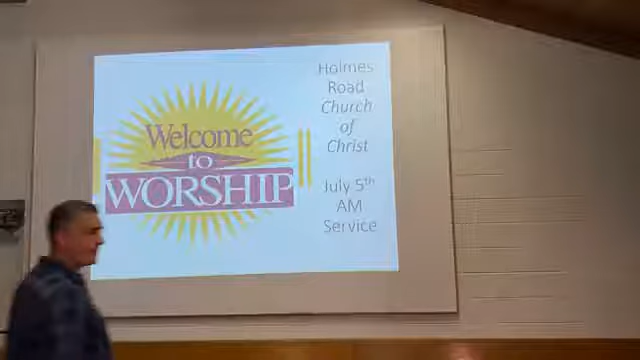 Welcome
to
WORSHIP
Holmes
Road
Church
of
Christ
July 5th
AM
Service